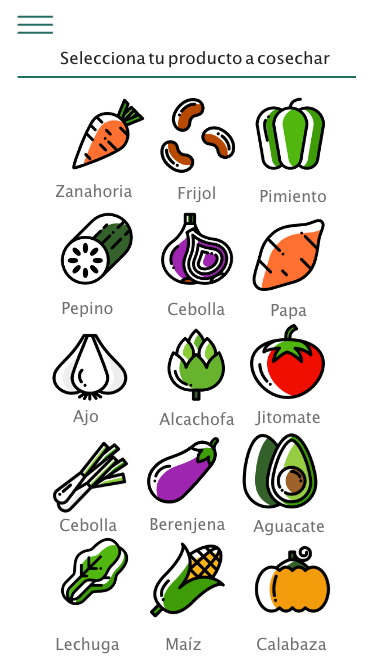 Selecciona tu producto a cosechar
Zanahoria Frijol Pimiento
Pepino Cebolla Papa
Ajo Alcachofa Jitomate
Cebolla Berenjena Aguacate
Lechuga Maíz Calabaza